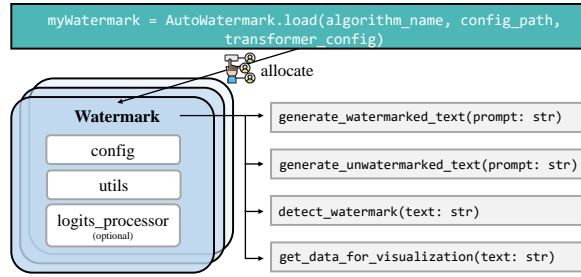 myWatermark = AutoWatermark.load(algorithm_name, config_path,
transformer_config)
allocate
Watermark
config
utils
logits_processor
(optional)
generate_watermarked_text(prompt: str)
generate_unwatermarked_text(prompt: str)
detect_watermark(text: str)
get_data_for_visualization(text: str)